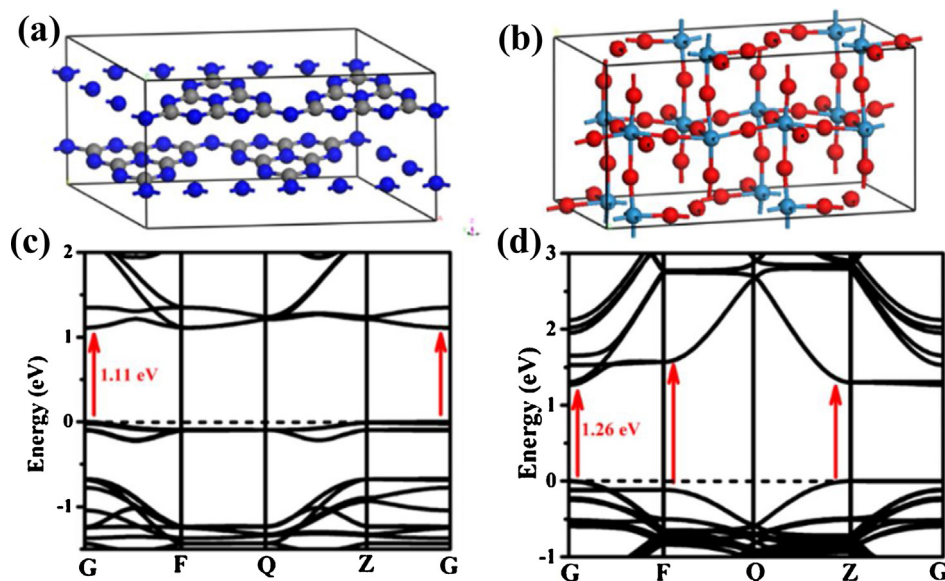 (a)
(b)
(c)
(d)
2
1
0
-1
Energy (eV)
1.11 eV
G F Q Z G
3
2
1
0
-1
Energy (eV)
1.26 eV
G F Q Z G